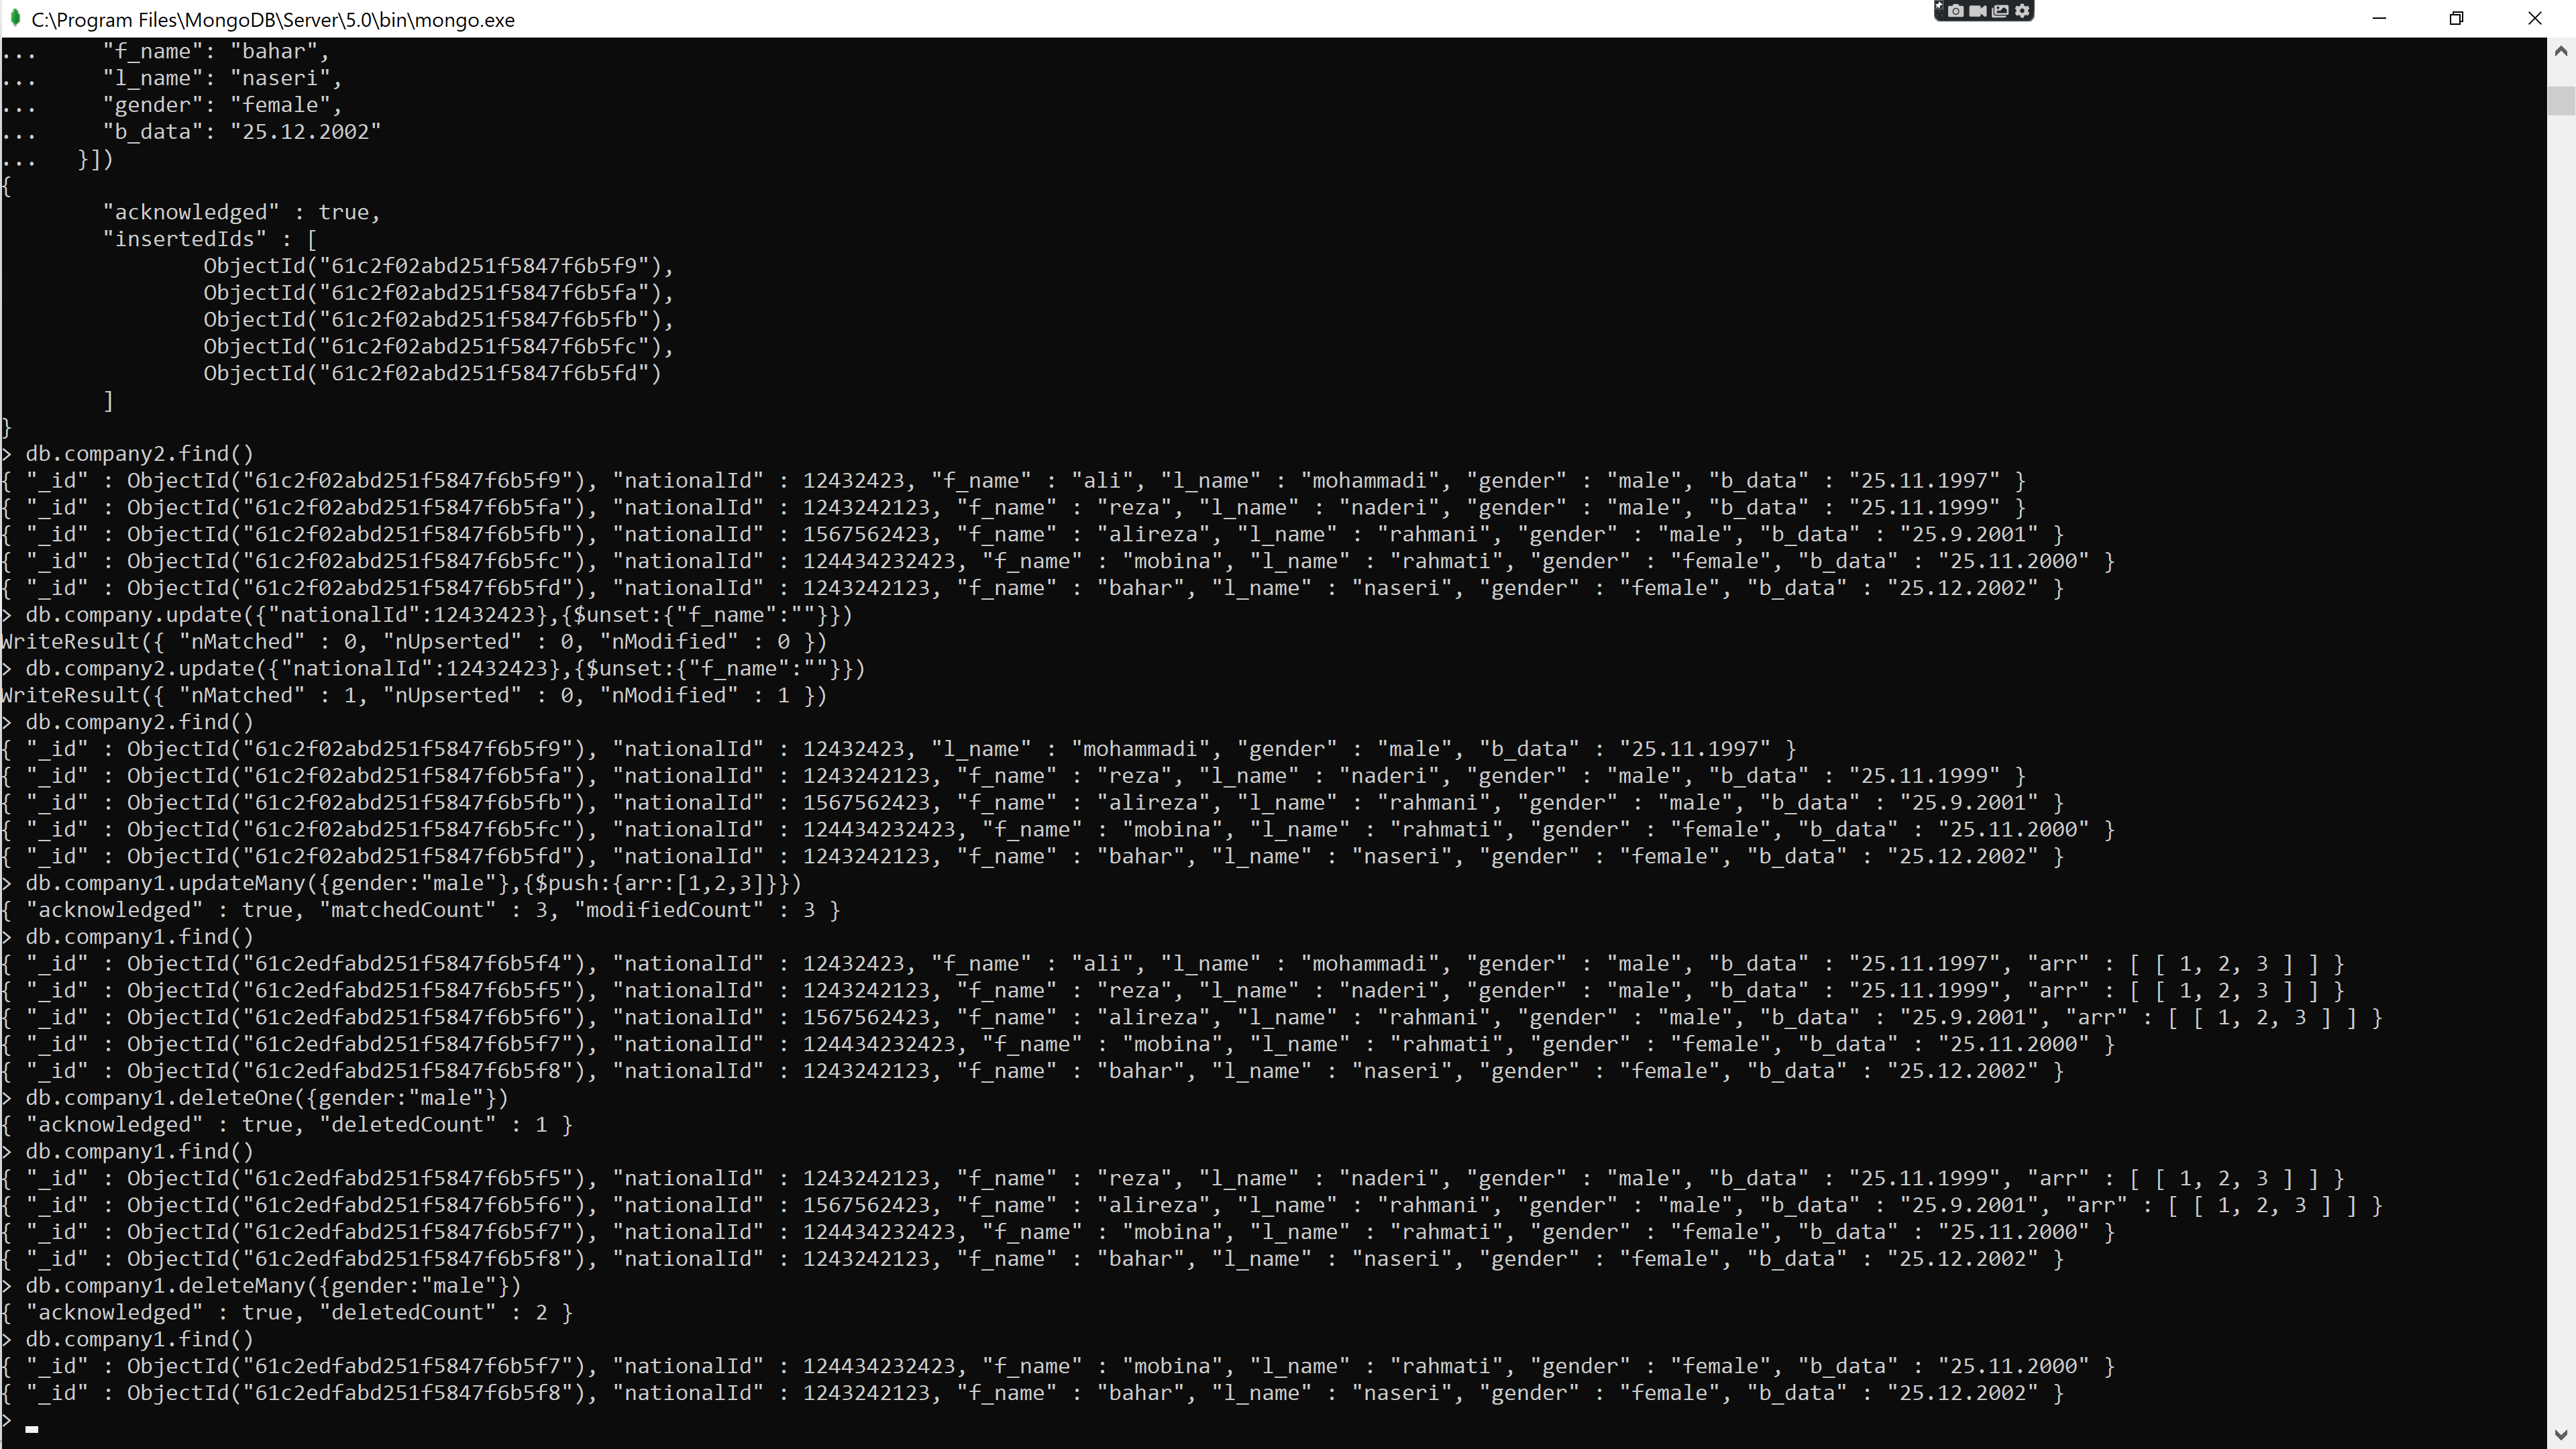 C:\Program Files\MongoDB\Server\5.0\bin\mongo.exe
...     "f_name": "bahar",
...     "l_name": "naseri",
...     "gender": "female",
...     "b_data": "25.12.2002"
...   }])
{
        "acknowledged" : true,
        "insertedIds" : [
                ObjectId("61c2f02abd251f5847f6b5f9"),
                ObjectId("61c2f02abd251f5847f6b5fa"),
                ObjectId("61c2f02abd251f5847f6b5fb"),
                ObjectId("61c2f02abd251f5847f6b5fc"),
                ObjectId("61c2f02abd251f5847f6b5fd")
        ]
}
> db.company2.find()
{ "_id" : ObjectId("61c2f02abd251f5847f6b5f9"), "nationalId" : 12432423, "f_name" : "ali", "l_name" : "mohammadi", "gender" : "male", "b_data" : "25.11.1997" }
{ "_id" : ObjectId("61c2f02abd251f5847f6b5fa"), "nationalId" : 1243242123, "f_name" : "reza", "l_name" : "naderi", "gender" : "male", "b_data" : "25.11.1999" }
{ "_id" : ObjectId("61c2f02abd251f5847f6b5fb"), "nationalId" : 1567562423, "f_name" : "alireza", "l_name" : "rahmani", "gender" : "male", "b_data" : "25.9.2001" }
{ "_id" : ObjectId("61c2f02abd251f5847f6b5fc"), "nationalId" : 124434232423, "f_name" : "mobina", "l_name" : "rahmati", "gender" : "female", "b_data" : "25.11.2000" }
{ "_id" : ObjectId("61c2f02abd251f5847f6b5fd"), "nationalId" : 1243242123, "f_name" : "bahar", "l_name" : "naseri", "gender" : "female", "b_data" : "25.12.2002" }
> db.company.update({"nationalId":12432423},{$unset:{"f_name":""}})
WriteResult({ "nMatched" : 0, "nUpserted" : 0, "nModified" : 0 })
> db.company2.update({"nationalId":12432423},{$unset:{"f_name":""}})
WriteResult({ "nMatched" : 1, "nUpserted" : 0, "nModified" : 1 })
> db.company2.find()
{ "_id" : ObjectId("61c2f02abd251f5847f6b5f9"), "nationalId" : 12432423, "l_name" : "mohammadi", "gender" : "male", "b_data" : "25.11.1997" }
{ "_id" : ObjectId("61c2f02abd251f5847f6b5fa"), "nationalId" : 1243242123, "f_name" : "reza", "l_name" : "naderi", "gender" : "male", "b_data" : "25.11.1999" }
{ "_id" : ObjectId("61c2f02abd251f5847f6b5fb"), "nationalId" : 1567562423, "f_name" : "alireza", "l_name" : "rahmani", "gender" : "male", "b_data" : "25.9.2001" }
{ "_id" : ObjectId("61c2f02abd251f5847f6b5fc"), "nationalId" : 124434232423, "f_name" : "mobina", "l_name" : "rahmati", "gender" : "female", "b_data" : "25.11.2000" }
{ "_id" : ObjectId("61c2f02abd251f5847f6b5fd"), "nationalId" : 1243242123, "f_name" : "bahar", "l_name" : "naseri", "gender" : "female", "b_data" : "25.12.2002" }
> db.company1.updateMany({gender:"male"},{$push:{arr:[1,2,3]}})
{ "acknowledged" : true, "matchedCount" : 3, "modifiedCount" : 3 }
> db.company1.find()
{ "_id" : ObjectId("61c2edfabd251f5847f6b5f4"), "nationalId" : 12432423, "f_name" : "ali", "l_name" : "mohammadi", "gender" : "male", "b_data" : "25.11.1997", "arr" : [ [ 1, 2, 3 ] ] }
{ "_id" : ObjectId("61c2edfabd251f5847f6b5f5"), "nationalId" : 1243242123, "f_name" : "reza", "l_name" : "naderi", "gender" : "male", "b_data" : "25.11.1999", "arr" : [ [ 1, 2, 3 ] ] }
{ "_id" : ObjectId("61c2edfabd251f5847f6b5f6"), "nationalId" : 1567562423, "f_name" : "alireza", "l_name" : "rahmani", "gender" : "male", "b_data" : "25.9.2001", "arr" : [ [ 1, 2, 3 ] ] }
{ "_id" : ObjectId("61c2edfabd251f5847f6b5f7"), "nationalId" : 124434232423, "f_name" : "mobina", "l_name" : "rahmati", "gender" : "female", "b_data" : "25.11.2000" }
{ "_id" : ObjectId("61c2edfabd251f5847f6b5f8"), "nationalId" : 1243242123, "f_name" : "bahar", "l_name" : "naseri", "gender" : "female", "b_data" : "25.12.2002" }
> db.company1.deleteOne({gender:"male"})
{ "acknowledged" : true, "deletedCount" : 1 }
> db.company1.find()
{ "_id" : ObjectId("61c2edfabd251f5847f6b5f5"), "nationalId" : 1243242123, "f_name" : "reza", "l_name" : "naderi", "gender" : "male", "b_data" : "25.11.1999", "arr" : [ [ 1, 2, 3 ] ] }
{ "_id" : ObjectId("61c2edfabd251f5847f6b5f6"), "nationalId" : 1567562423, "f_name" : "alireza", "l_name" : "rahmani", "gender" : "male", "b_data" : "25.9.2001", "arr" : [ [ 1, 2, 3 ] ] }
{ "_id" : ObjectId("61c2edfabd251f5847f6b5f7"), "nationalId" : 124434232423, "f_name" : "mobina", "l_name" : "rahmati", "gender" : "female", "b_data" : "25.11.2000" }
{ "_id" : ObjectId("61c2edfabd251f5847f6b5f8"), "nationalId" : 1243242123, "f_name" : "bahar", "l_name" : "naseri", "gender" : "female", "b_data" : "25.12.2002" }
> db.company1.deleteMany({gender:"male"})
{ "acknowledged" : true, "deletedCount" : 2 }
> db.company1.find()
{ "_id" : ObjectId("61c2edfabd251f5847f6b5f7"), "nationalId" : 124434232423, "f_name" : "mobina", "l_name" : "rahmati", "gender" : "female", "b_data" : "25.11.2000" }
{ "_id" : ObjectId("61c2edfabd251f5847f6b5f8"), "nationalId" : 1243242123, "f_name" : "bahar", "l_name" : "naseri", "gender" : "female", "b_data" : "25.12.2002" }
>